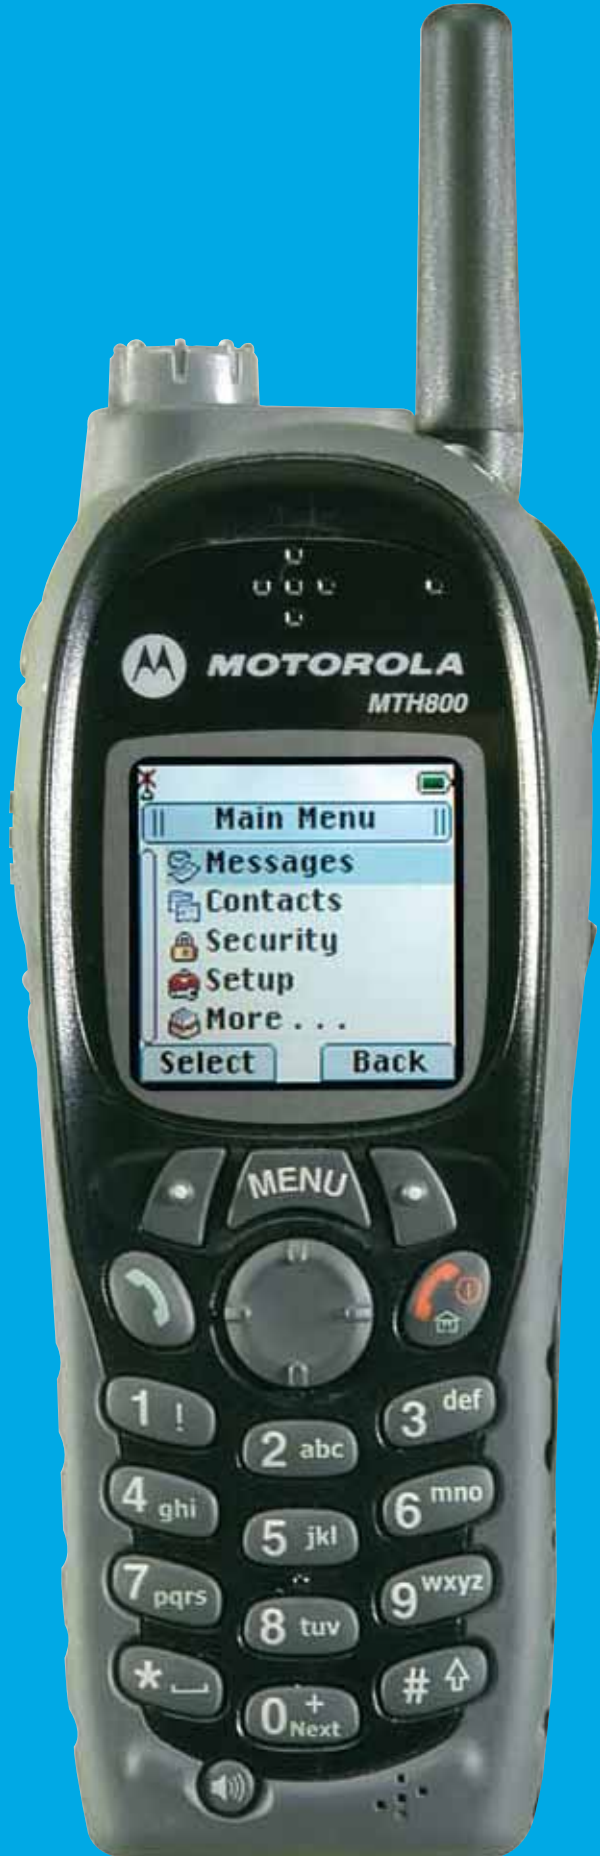 MOTOROLA
MTH800
Main Menu
Messages
Contacts
Security
Setup
More . . .
Select Back
MENU
1 !
2 abc
3 def
4 ghi
5 jkl
6 mno
7 pqrs
8 tuv
9 wxyz
*
0 +
Next
#